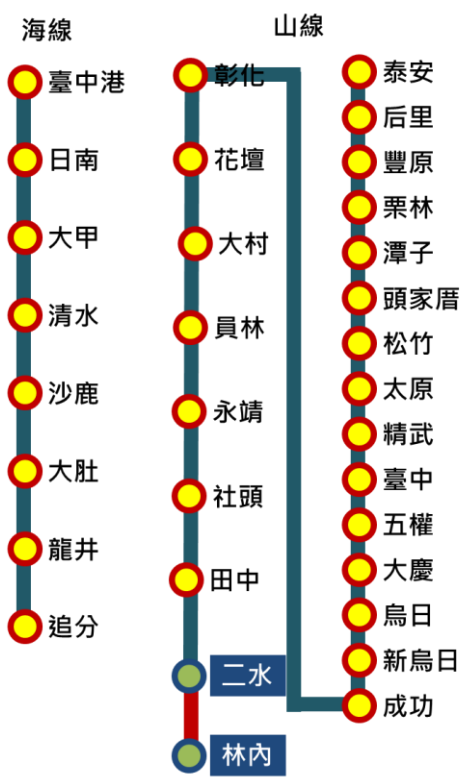 海線
臺中港
日南
大甲
清水
沙鹿
大肚
龍井
追分
山線
彰化
花壇
大村
員林
永靖
社頭
田中
二水
林內
泰安
后里
豐原
栗林
潭子
頭家厝
松竹
太原
精武
臺中
五權
大慶
烏日
新烏日
成功